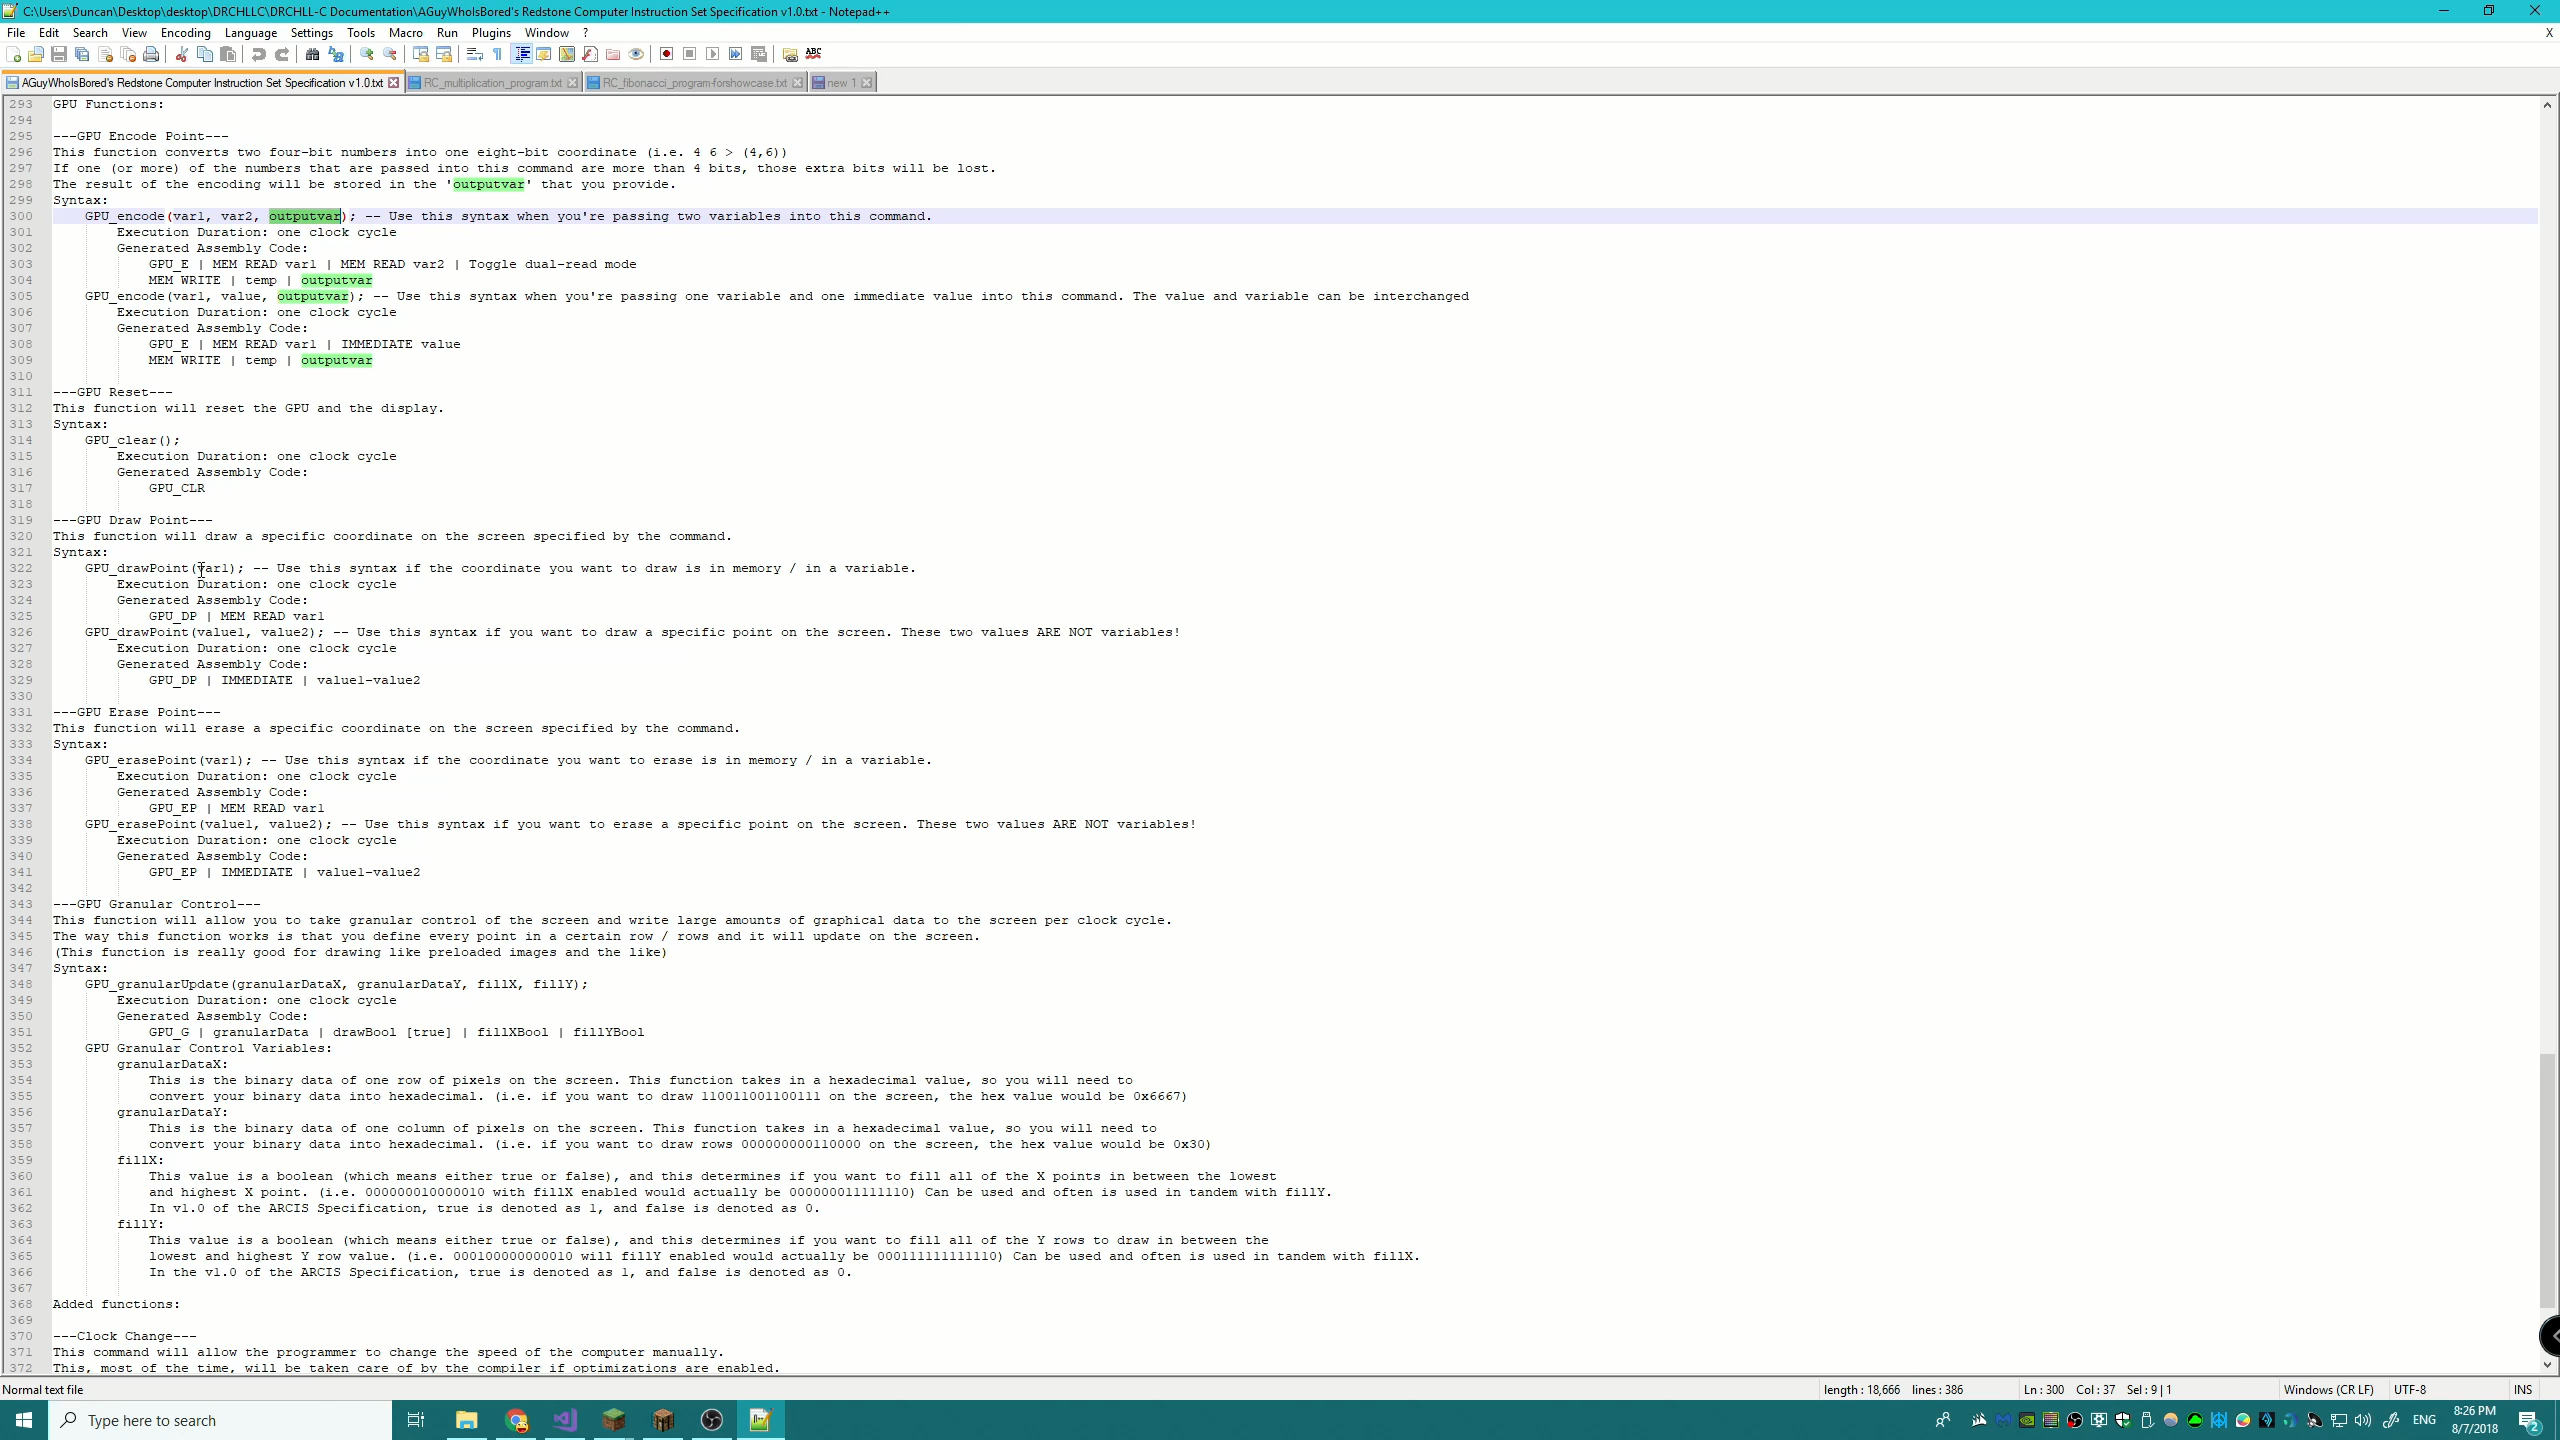 C:\Users\Duncan\Desktop\desktop\DRCHLLC\DRCHLL-C Documentation\AGuyWhoIsBored's Redstone Computer Instruction Set Specification v1.0.txt - Notepad++
File Edit Search View Encoding Language Settings Tools Macro Run Plugins Window ? X
AGuyWhoIsBored's Redstone Computer Instruction Set Specification v1.0.txt RC_multiplication_program.txt RC_fibonacci_program-forshowcase.txt new 1
293 GPU Functions:
294
295 ---GPU Encode Point---
296 This function converts two four-bit numbers into one eight-bit coordinate (i.e. 4 6 > (4,6))
297 If one (or more) of the numbers that are passed into this command are more than 4 bits, those extra bits will be lost.
298 The result of the encoding will be stored in the 'outputvar' that you provide.
299 Syntax:
300 GPU_encode(var1, var2, outputvar); -- Use this syntax when you're passing two variables into this command.
301 Execution Duration: one clock cycle
302 Generated Assembly Code:
303 GPU_E | MEM READ var1 | MEM READ var2 | Toggle dual-read mode
304 MEM WRITE | temp | outputvar
305 GPU_encode(var1, value, outputvar); -- Use this syntax when you're passing one variable and one immediate value into this command. The value and variable can be interchanged
306 Execution Duration: one clock cycle
307 Generated Assembly Code:
308 GPU_E | MEM READ var1 | IMMEDIATE value
309 MEM WRITE | temp | outputvar
310
311 ---GPU Reset---
312 This function will reset the GPU and the display.
313 Syntax:
314 GPU_clear();
315 Execution Duration: one clock cycle
316 Generated Assembly Code:
317 GPU_CLR
318
319 ---GPU Draw Point---
320 This function will draw a specific coordinate on the screen specified by the command.
321 Syntax:
322 GPU_drawPoint(var1); -- Use this syntax if the coordinate you want to draw is in memory / in a variable.
323 Execution Duration: one clock cycle
324 Generated Assembly Code:
325 GPU_DP | MEM READ var1
326 GPU_drawPoint(value1, value2); -- Use this syntax if you want to draw a specific point on the screen. These two values ARE NOT variables!
327 Execution Duration: one clock cycle
328 Generated Assembly Code:
329 GPU_DP | IMMEDIATE | value1-value2
330
331 ---GPU Erase Point---
332 This function will erase a specific coordinate on the screen specified by the command.
333 Syntax:
334 GPU_erasePoint(var1); -- Use this syntax if the coordinate you want to erase is in memory / in a variable.
335 Execution Duration: one clock cycle
336 Generated Assembly Code:
337 GPU_EP | MEM READ var1
338 GPU_erasePoint(value1, value2); -- Use this syntax if you want to erase a specific point on the screen. These two values ARE NOT variables!
339 Execution Duration: one clock cycle
340 Generated Assembly Code:
341 GPU_EP | IMMEDIATE | value1-value2
342
343 ---GPU Granular Control---
344 This function will allow you to take granular control of the screen and write large amounts of graphical data to the screen per clock cycle.
345 The way this function works is that you define every point in a certain row / rows and it will update on the screen.
346 (This function is really good for drawing like preloaded images and the like)
347 Syntax:
348 GPU_granularUpdate(granularDataX, granularDataY, fillX, fillY);
349 Execution Duration: one clock cycle
350 Generated Assembly Code:
351 GPU_G | granularData | drawBool [true] | fillXBool | fillYBool
352 GPU Granular Control Variables:
353 granularDataX:
354 This is the binary data of one row of pixels on the screen. This function takes in a hexadecimal value, so you will need to
355 convert your binary data into hexadecimal. (i.e. if you want to draw 110011001100111 on the screen, the hex value would be 0x6667)
356 granularDataY:
357 This is the binary data of one column of pixels on the screen. This function takes in a hexadecimal value, so you will need to
358 convert your binary data into hexadecimal. (i.e. if you want to draw rows 000000000110000 on the screen, the hex value would be 0x30)
359 fillX:
360 This value is a boolean (which means either true or false), and this determines if you want to fill all of the X points in between the lowest
361 and highest X point. (i.e. 000000010000010 with fillX enabled would actually be 000000011111110) Can be used and often is used in tandem with fillY.
362 In v1.0 of the ARCIS Specification, true is denoted as 1, and false is denoted as 0.
363 fillY:
364 This value is a boolean (which means either true or false), and this determines if you want to fill all of the Y rows to draw in between the
365 lowest and highest Y row value. (i.e. 000100000000010 will fillY enabled would actually be 000111111111110) Can be used and often is used in tandem with fillX.
366 In the v1.0 of the ARCIS Specification, true is denoted as 1, and false is denoted as 0.
367
368 Added functions:
369
370 ---Clock Change---
371 This command will allow the programmer to change the speed of the computer manually.
372 This, most of the time, will be taken care of by the compiler if optimizations are enabled.
Normal text file length : 18,666 lines : 386 Ln : 300 Col : 37 Sel : 9 | 1 Windows (CR LF) UTF-8 INS
Type here to search ENG 8:26 PM
8/7/2018 2